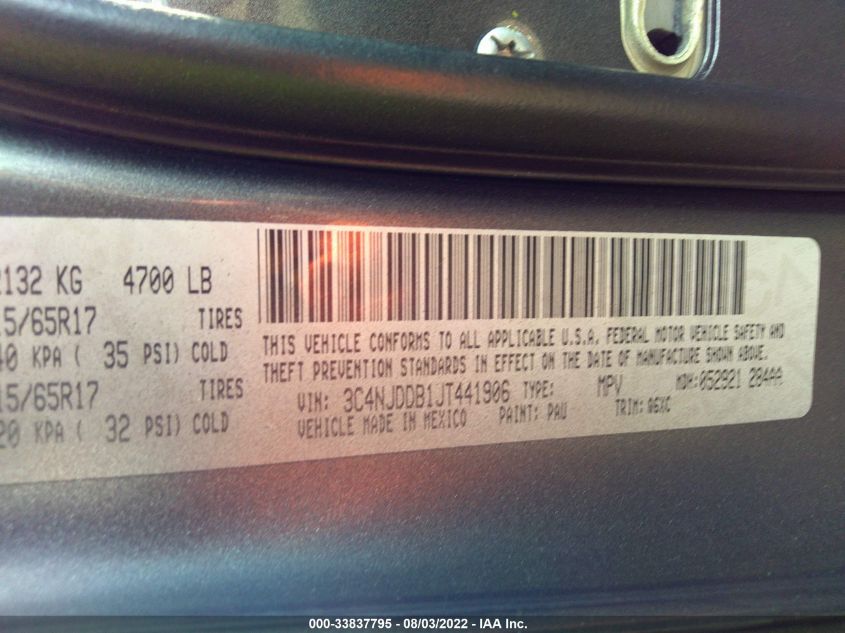 2132 KG 4700 LB
15/65R17 TIRES
40 KPA ( 35 PSI) COLD
15/65R17 TIRES
20 KPA ( 32 PSI) COLD
THIS VEHICLE CONFORMS TO ALL APPLICABLE U.S.A. FEDERAL MOTOR VEHICLE SAFETY AND
THEFT PREVENTION STANDARDS IN EFFECT ON THE DATE OF MANUFACTURE SHOWN ABOVE.
VIN: 3C4NJDDB1JT441906 TYPE: MPV MDH:052921 284AA
VEHICLE MADE IN MEXICO PAINT: PAU TRIM: Q6XC
000-33837795 - 08/03/2022 - IAA Inc.